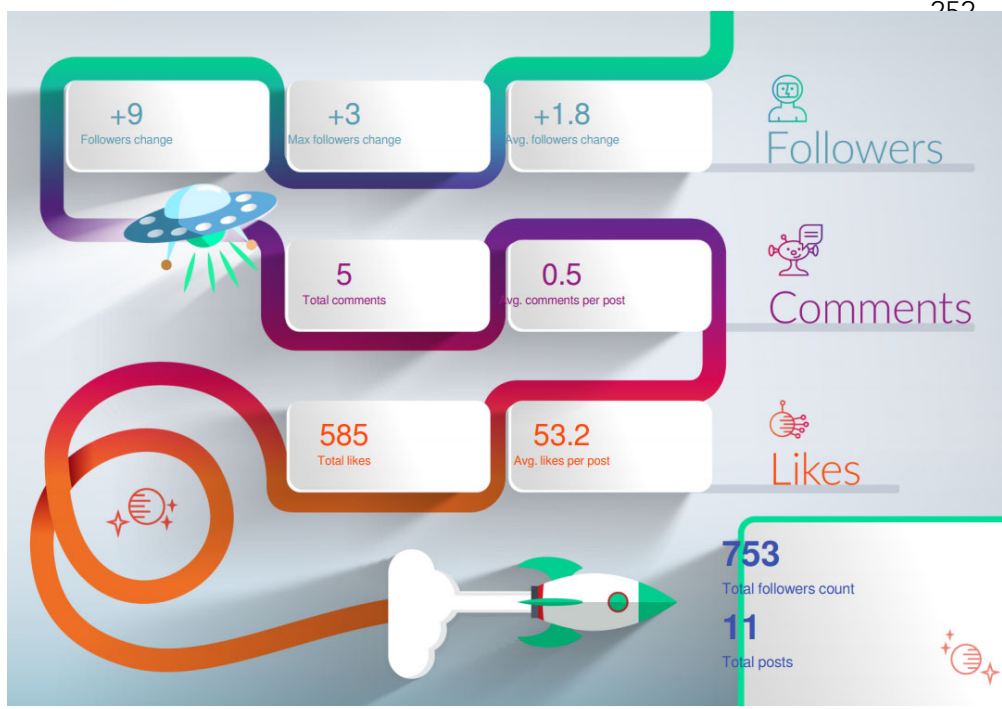 252
+9
Followers change
+3
Max followers change
+1.8
Avg. followers change
Followers
5
Total comments
0.5
Avg. comments per post
Comments
585
Total likes
53.2
Avg. likes per post
Likes
753
Total followers count
11
Total posts